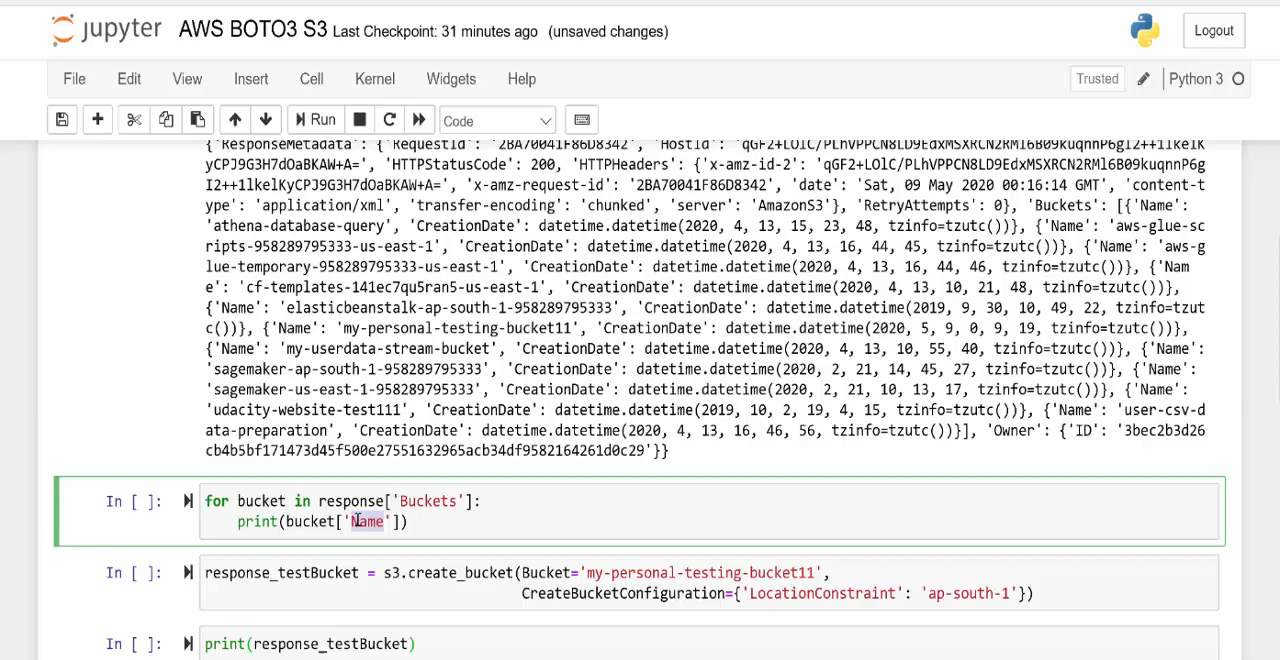 jupyter AWS BOTO3 S3 Last Checkpoint: 31 minutes ago (unsaved changes) Logout
File Edit View Insert Cell Kernel Widgets Help Trusted Python 3
Run Code
{'ResponseMetadata': {'RequestId': '2BA70041F86D8342', 'HostId': 'qGF2+LOlC/PLhVPPCN8LD9EdxMSXRCN2RMl6B09kuqnnP6gI2++1lkelK
yCPJ9G3H7dOaBKAW+A=', 'HTTPStatusCode': 200, 'HTTPHeaders': {'x-amz-id-2': 'qGF2+LOlC/PLhVPPCN8LD9EdxMSXRCN2RMl6B09kuqnnP6g
I2++1lkelKyCPJ9G3H7dOaBKAW+A=', 'x-amz-request-id': '2BA70041F86D8342', 'date': 'Sat, 09 May 2020 00:16:14 GMT', 'content-t
ype': 'application/xml', 'transfer-encoding': 'chunked', 'server': 'AmazonS3'}, 'RetryAttempts': 0}, 'Buckets': [{'Name':
'athena-database-query', 'CreationDate': datetime.datetime(2020, 4, 13, 15, 23, 48, tzinfo=tzutc())}, {'Name': 'aws-glue-sc
ripts-958289795333-us-east-1', 'CreationDate': datetime.datetime(2020, 4, 13, 16, 44, 45, tzinfo=tzutc())}, {'Name': 'aws-g
lue-temporary-958289795333-us-east-1', 'CreationDate': datetime.datetime(2020, 4, 13, 16, 44, 46, tzinfo=tzutc())}, {'Nam
e': 'cf-templates-141ec7qu5ran5-us-east-1', 'CreationDate': datetime.datetime(2020, 4, 13, 10, 21, 48, tzinfo=tzutc())},
{'Name': 'elasticbeanstalk-ap-south-1-958289795333', 'CreationDate': datetime.datetime(2019, 9, 30, 10, 49, 22, tzinfo=tzut
c())}, {'Name': 'my-personal-testing-bucket11', 'CreationDate': datetime.datetime(2020, 5, 9, 0, 9, 19, tzinfo=tzutc())},
{'Name': 'my-userdata-stream-bucket', 'CreationDate': datetime.datetime(2020, 4, 13, 10, 55, 40, tzinfo=tzutc())}, {'Name':
'sagemaker-ap-south-1-958289795333', 'CreationDate': datetime.datetime(2020, 2, 21, 14, 45, 27, tzinfo=tzutc())}, {'Name':
'sagemaker-us-east-1-958289795333', 'CreationDate': datetime.datetime(2020, 2, 21, 10, 13, 17, tzinfo=tzutc())}, {'Name':
'udacity-website-test111', 'CreationDate': datetime.datetime(2019, 10, 2, 19, 4, 15, tzinfo=tzutc())}, {'Name': 'user-csv-d
ata-preparation', 'CreationDate': datetime.datetime(2020, 4, 13, 16, 46, 56, tzinfo=tzutc())}], 'Owner': {'ID': '3bec2b3d26
cb4b5bf171473d45f500e27551632965acb34df9582164261d0c29'}}
In [ ]: for bucket in response['Buckets']:
print(bucket['Name'])
In [ ]: response_testBucket = s3.create_bucket(Bucket='my-personal-testing-bucket11',
CreateBucketConfiguration={'LocationConstraint': 'ap-south-1'})
In [ ]: print(response_testBucket)